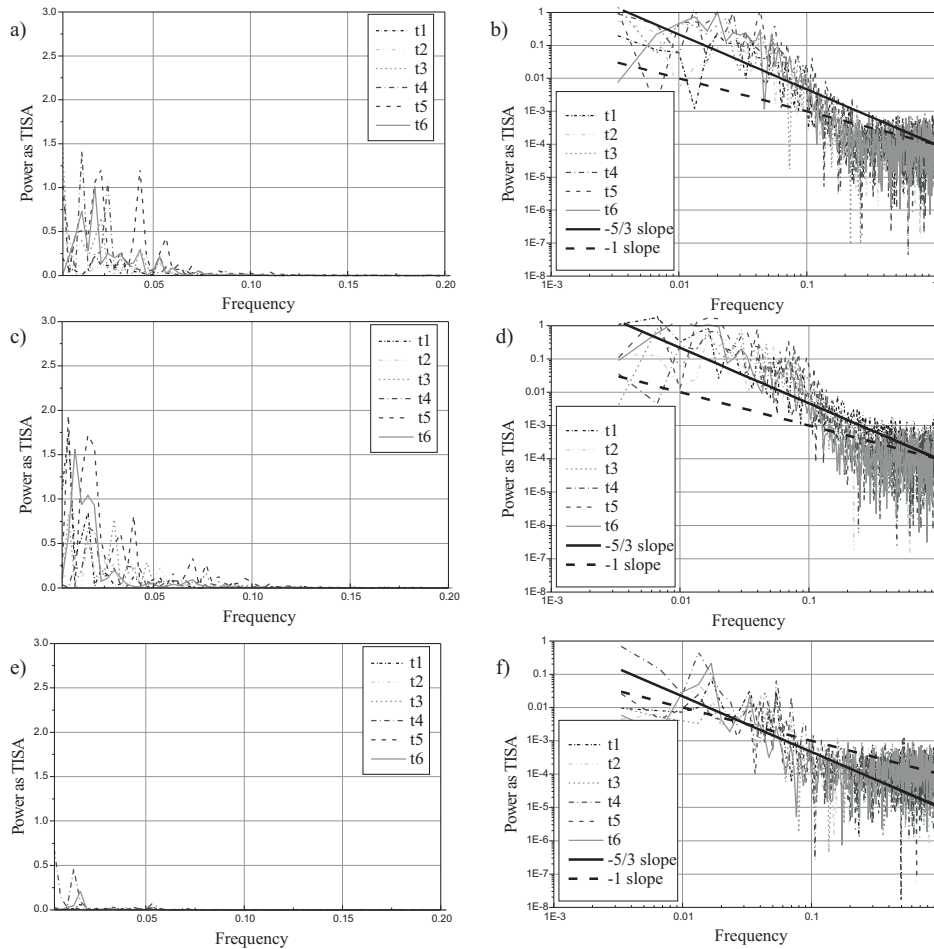 a)
3.0
2.5
2.0
1.5
1.0
0.5
0.0
Power as TISA
0.05
0.10
0.15
0.20
Frequency
t1
t2
t3
t4
t5
t6
b)
1
0.1
0.01
1E-3
1E-4
1E-5
1E-6
1E-7
1E-8
Power as TISA
1E-3
0.01
0.1
1
Frequency
t1
t2
t3
t4
t5
t6
-5/3 slope
-1 slope
c)
3.0
2.5
2.0
1.5
1.0
0.5
0.0
Power as TISA
0.05
0.10
0.15
0.20
Frequency
t1
t2
t3
t4
t5
t6
d)
1
0.1
0.01
1E-3
1E-4
1E-5
1E-6
1E-7
1E-8
Power as TISA
1E-3
0.01
0.1
Frequency
t1
t2
t3
t4
t5
t6
-5/3 slope
-1 slope
e)
3.0
2.5
2.0
1.5
1.0
0.5
0.0
Power as TISA
0.05
0.10
0.15
0.20
Frequency
t1
t2
t3
t4
t5
t6
f)
1
0.1
0.01
1E-3
1E-4
1E-5
1E-6
1E-7
1E-8
Power as TISA
1E-3
0.01
0.1
Frequency
t1
t2
t3
t4
t5
t6
-5/3 slope
-1 slope